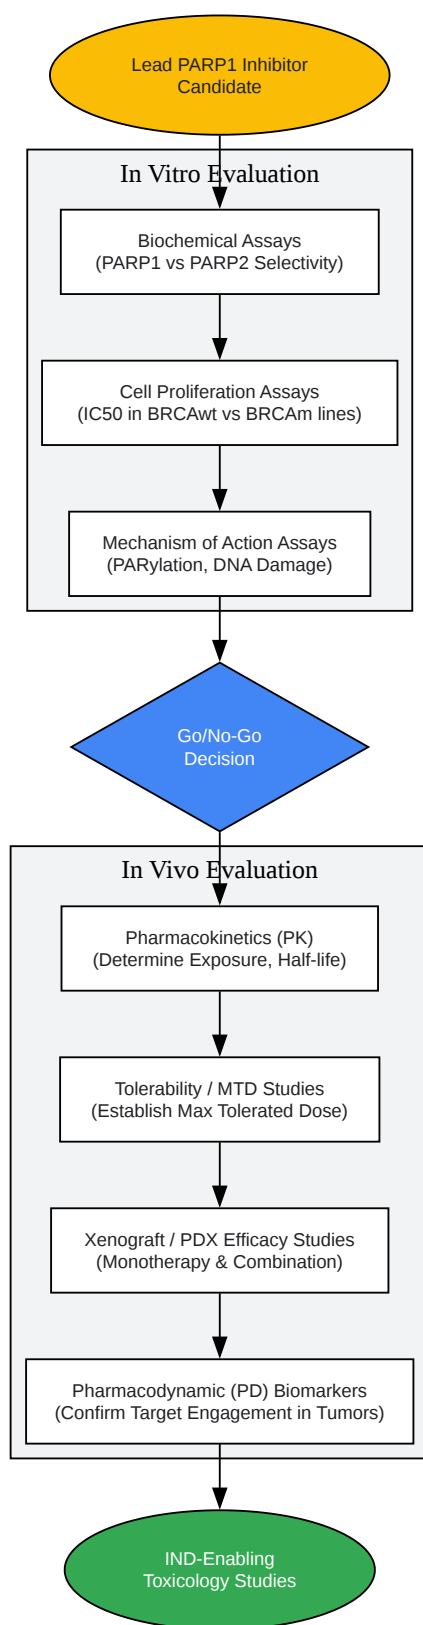 Lead PARP1 Inhibitor
Candidate
In Vitro Evaluation
Biochemical Assays
(PARP1 vs PARP2 Selectivity)
Cell Proliferation Assays
(IC50 in BRCAwt vs BRCAm lines)
Mechanism of Action Assays
(PARylation, DNA Damage)
Go/No-Go
Decision
In Vivo Evaluation
Pharmacokinetics (PK)
(Determine Exposure, Half-life)
Tolerability / MTD Studies
(Establish Max Tolerated Dose)
Xenograft / PDX Efficacy Studies
(Monotherapy & Combination)
Pharmacodynamic (PD) Biomarkers
(Confirm Target Engagement in Tumors)
IND-Enabling
Toxicology Studies